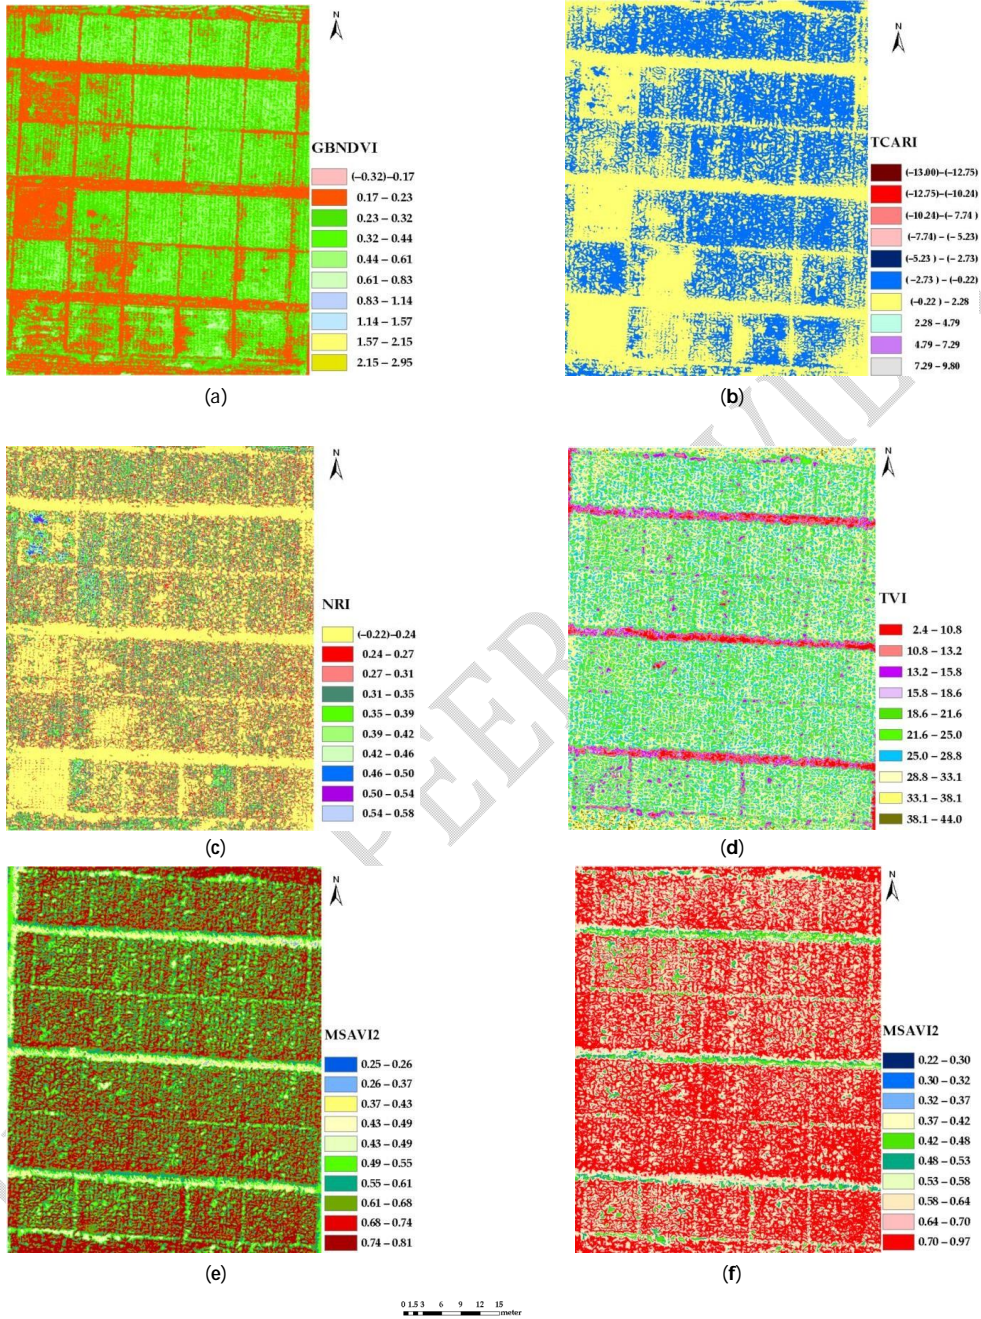 N
N
GBNDVI
(−0.32)–0.17
0.17 – 0.23
0.23 – 0.32
0.32 – 0.44
0.44 – 0.61
0.61 – 0.83
0.83 – 1.14
1.14 – 1.57
1.57 – 2.15
2.15 – 2.95
TCARI
(−13.00)–(−12.75)
(−12.75)–(−10.24)
(−10.24)–(− 7.74 )
(−7.74) – (− 5.23)
(−5.23 ) – (− 2.73)
( −2.73) – (−0.22)
(−0.22 ) – 2.28
2.28 – 4.79
4.79 – 7.29
7.29 – 9.80
(a)
(b)
N
N
NRI
(−0.22)–0.24
0.24 – 0.27
0.27 – 0.31
0.31 – 0.35
0.35 – 0.39
0.39 – 0.42
0.42 – 0.46
0.46 – 0.50
0.50 – 0.54
0.54 – 0.58
TVI
2.4 – 10.8
10.8 – 13.2
13.2 – 15.8
15.8 – 18.6
18.6 – 21.6
21.6 – 25.0
25.0 – 28.8
28.8 – 33.1
33.1 – 38.1
38.1 – 44.0
(c)
(d)
N
N
MSAVI2
0.25 – 0.26
0.26 – 0.37
0.37 – 0.43
0.43 – 0.49
0.43 – 0.49
0.49 – 0.55
0.55 – 0.61
0.61 – 0.68
0.68 – 0.74
0.74 – 0.81
MSAVI2
0.22 – 0.30
0.30 – 0.32
0.32 – 0.37
0.37 – 0.42
0.42 – 0.48
0.48 – 0.53
0.53 – 0.58
0.58 – 0.64
0.64 – 0.70
0.70 – 0.97
(e)
(f)
0 1.5 3 6 9 12 15
meter